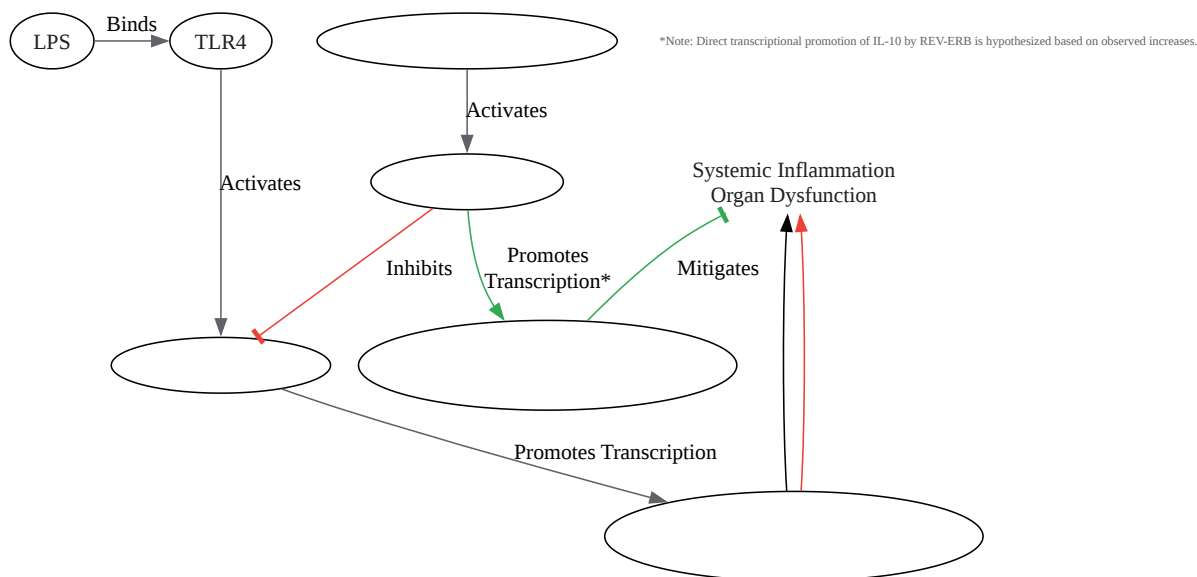 Binds
LPS
TLR4
*Note: Direct transcriptional promotion of IL-10 by REV-ERB is hypothesized based on observed increases.
Activates
Systemic Inflammation
Organ Dysfunction
Activates
Inhibits
Promotes
Transcription*
Mitigates
Promotes Transcription